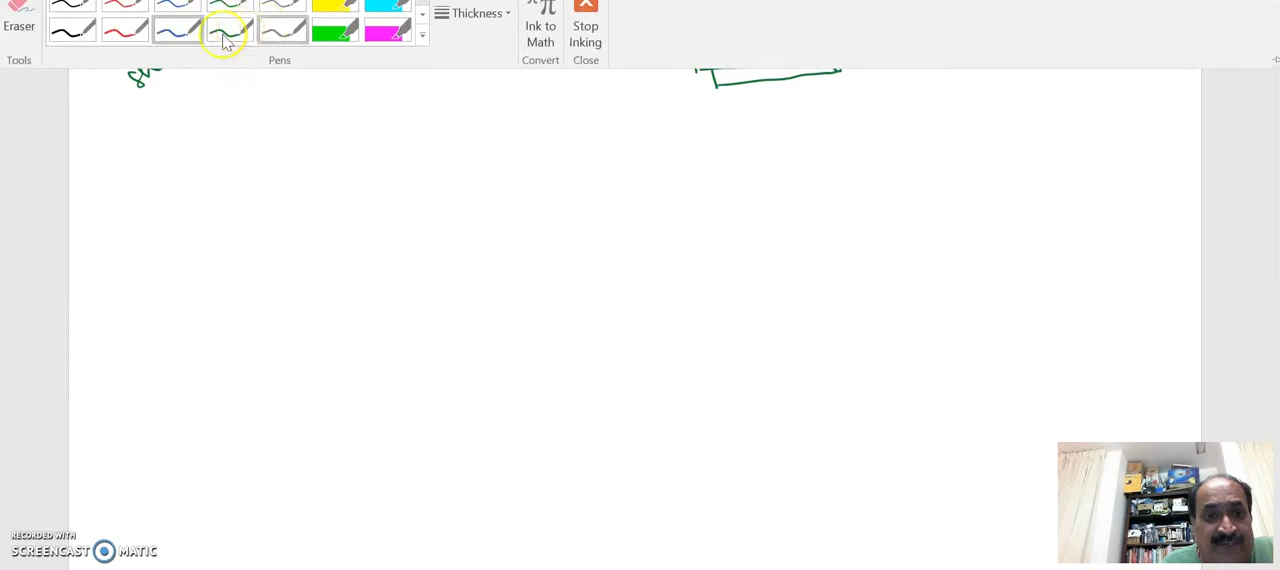 Thickness
Eraser
Ink to
Math
Stop
Inking
Tools
Pens
Convert
Close
RECORDED WITH
SCREENCAST MATIC